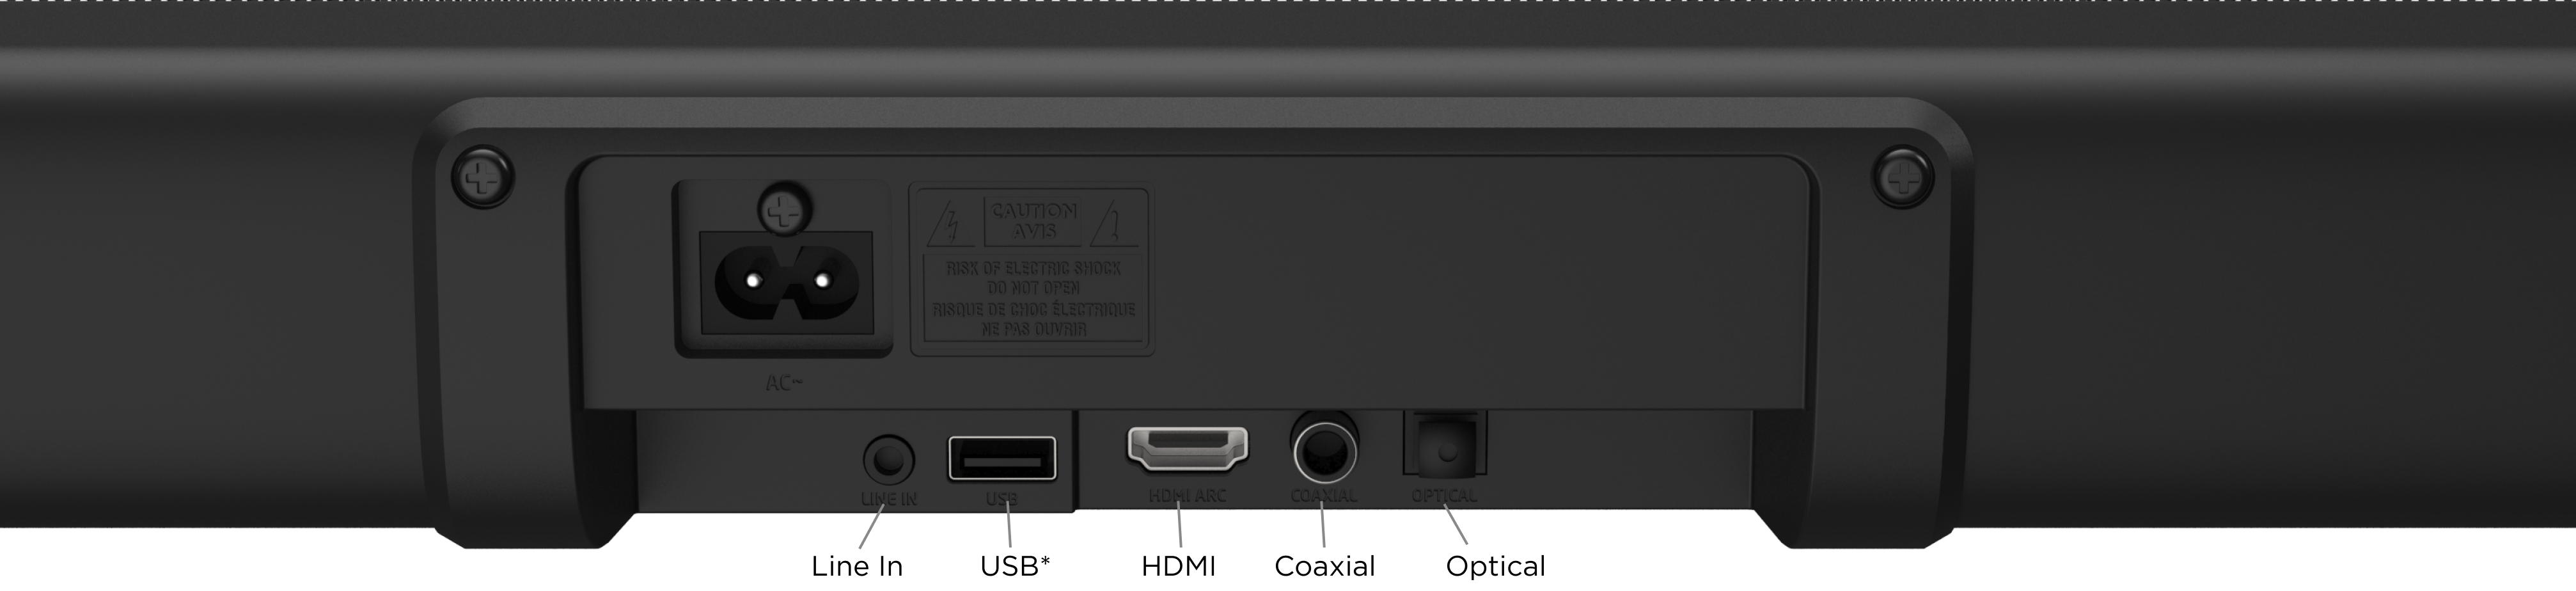 CAUTION
AVIS
RISK OF ELECTRIC SHOCK
DO NOT OPEN
RISQUE DE CHOC ÉLECTRIQUE
NE PAS OUVRIR
AC~
LINE IN
USB
HDMI ARC
COAXIAL
OPTICAL
Line In
USB*
HDMI
Coaxial
Optical